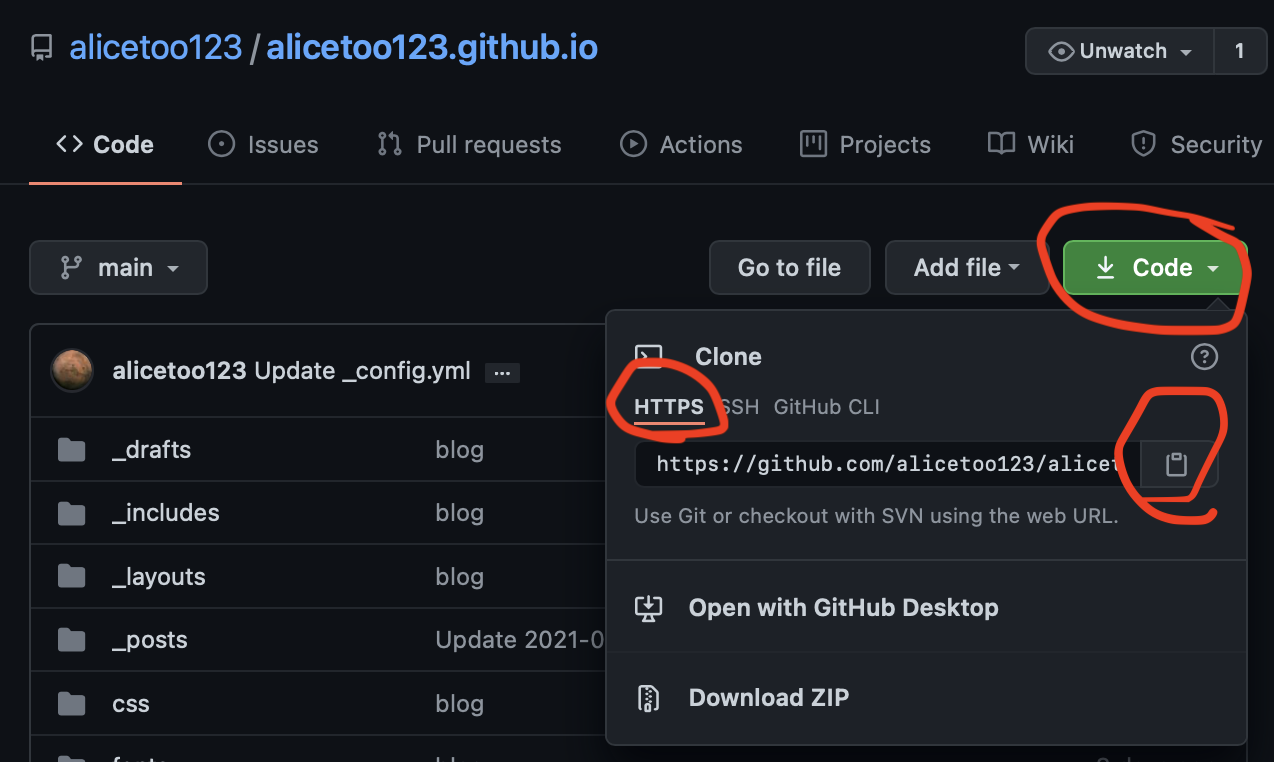 alicetoo123 / alicetoo123.github.io
Unwatch 1
Code Issues Pull requests Actions Projects Wiki Security
main Go to file Add file Code
alicetoo123 Update _config.yml ...
Clone
HTTPS SSH GitHub CLI
_drafts blog
https://github.com/alicetoo123/alicet
_includes blog
Use Git or checkout with SVN using the web URL.
_layouts blog
Open with GitHub Desktop
_posts Update 2021-0
css blog
Download ZIP